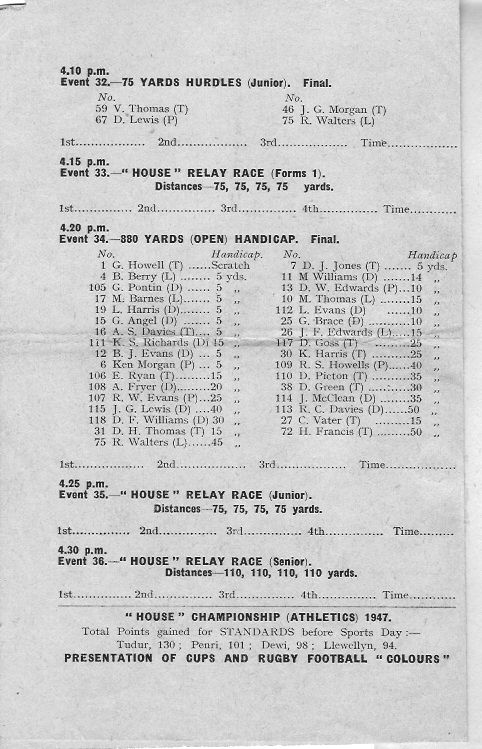 4.10 p.m.
Event 32.—75 YARDS HURDLES (Junior). Final.
No. No.
59 V. Thomas (T) 46 J. G. Morgan (T)
67 D. Lewis (P) 75 R. Walters (L)
1st.................. 2nd.................. 3rd.................. Time..................
4.15 p.m.
Event 33.—" HOUSE " RELAY RACE (Forms 1).
Distances—75, 75, 75, 75 yards.
1st............... 2nd............... 3rd............... 4th............... Time............
4.20 p.m.
Event 34.—880 YARDS (OPEN) HANDICAP. Final.
No. Handicap. No. Handicap
1 G. Howell (T) ......Scratch 7 D. J. Jones (T) ....... 5 yds.
4 B. Berry (L) ........ 5 yds. 11 M Williams (D) .......14 ,,
105 G. Pontin (D) ...... 5 ,, 13 D. W. Edwards (P)...10 ,,
17 M. Barnes (L)....... 5 ,, 10 M. Thomas (L) ........15 ,,
19 L. Harris (D)........ 5 ,, 112 L. Evans (D) ......10 ,,
15 G. Angel (D) ...... 5 ,, 25 G. Brace (D) ...........10 ,,
16 A. S. Davies (T)... 5 ,, 26 J. F. Edwards (L).....15 ,,
111 K. S. Richards (D) 15 ,, 117 D. Goss (T) ........25 ,,
12 B. J. Evans (D) ... 5 ,, 30 K. Harris (T) ..........25 ,,
6 Ken Morgan (P) ... 5 ,, 109 R. S. Howells (P)......40 ,,
106 E. Ryan (T).........15 ,, 110 D. Picton (T) ..........35 ,,
108 A. Fryer (D)........20 ,, 38 D. Green (T) ...........30 ,,
107 R. W. Evans (P)...25 ,, 114 J. McClean (D) ........35 ,,
115 J. G. Lewis (D) ....40 ,, 113 R. C. Davies (D)......50 ,,
118 D. F. Williams (D) 30 ,, 27 C. Vater (T) .........15 ,,
31 D. H. Thomas (T) 15 ,, 72 H. Francis (T) .........50 ,,
75 R. Walters (L)......45 ,,
1st.................. 2nd.................. 3rd.................. Time..................
4.25 p.m.
Event 35.—" HOUSE " RELAY RACE (Junior).
Distances—75, 75, 75, 75 yards.
1st............... 2nd............... 3rd............... 4th............... Time.........
4.30 p.m.
Event 36.—" HOUSE " RELAY RACE (Senior).
Distances—110, 110, 110, 110 yards.
1st............... 2nd............... 3rd............... 4th............... Time............
" HOUSE " CHAMPIONSHIP (ATHLETICS) 1947.
Total Points gained for STANDARDS before Sports Day :—
Tudur, 130 ; Penri, 101 ; Dewi, 98 ; Llewellyn, 94.
PRESENTATION OF CUPS AND RUGBY FOOTBALL " COLOURS "